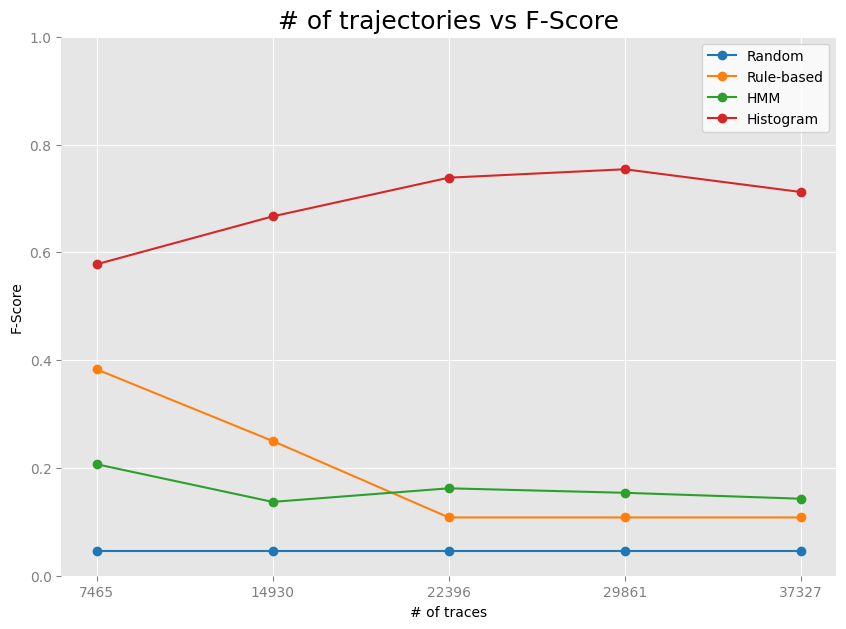 # of trajectories vs F-Score
Random
Rule-based
HMM
Histogram
1.0
0.8
0.6
0.4
0.2
0.0
F-Score
7465 14930 22396 29861 37327
# of traces